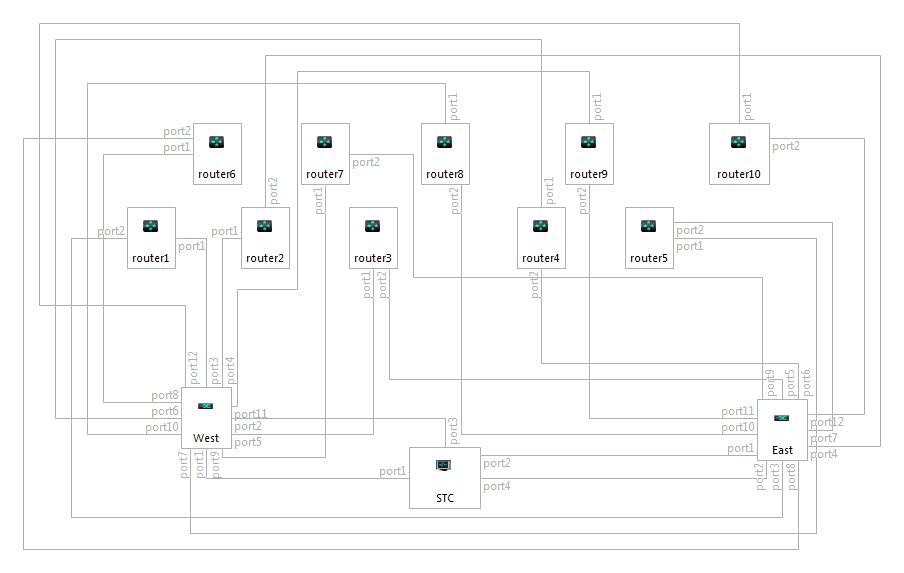 port1
port1
port1
port1
port2
port1
port2
port2
router6
router7
router8
router9
router10
port2
port1
port2
port2
port1
port2
port1
port1
port2
port1
router1
router2
router3
router4
router5
port1
port2
port2
port12
port3
port4
port9
port5
port6
port8
port6
port10
West
port11
port2
port5
port3
port11
port10
port1
East
port12
port7
port4
port7
port1
port9
port1
STC
port2
port4
port2
port3
port8